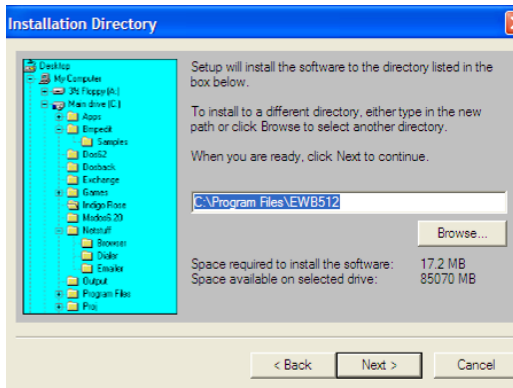 Installation Directory
Desktop
My Computer
3½ Floppy (A:)
Main drive (C:)
Apps
Bmpedit
Samples
Dos62
Dosback
Exchange
Games
Indigo Rose
Msdos6.20
Netstuff
Browser
Dialer
Emailer
Output
Program Files
Proj
Setup will install the software to the directory listed in the
box below.
To install to a different directory, either type in the new
path or click Browse to select another directory.
When you are ready, click Next to continue.
C:\Program Files\EWB512
Browse...
Space required to install the software: 17.2 MB
Space available on selected drive: 85070 MB
< Back
Next >
Cancel